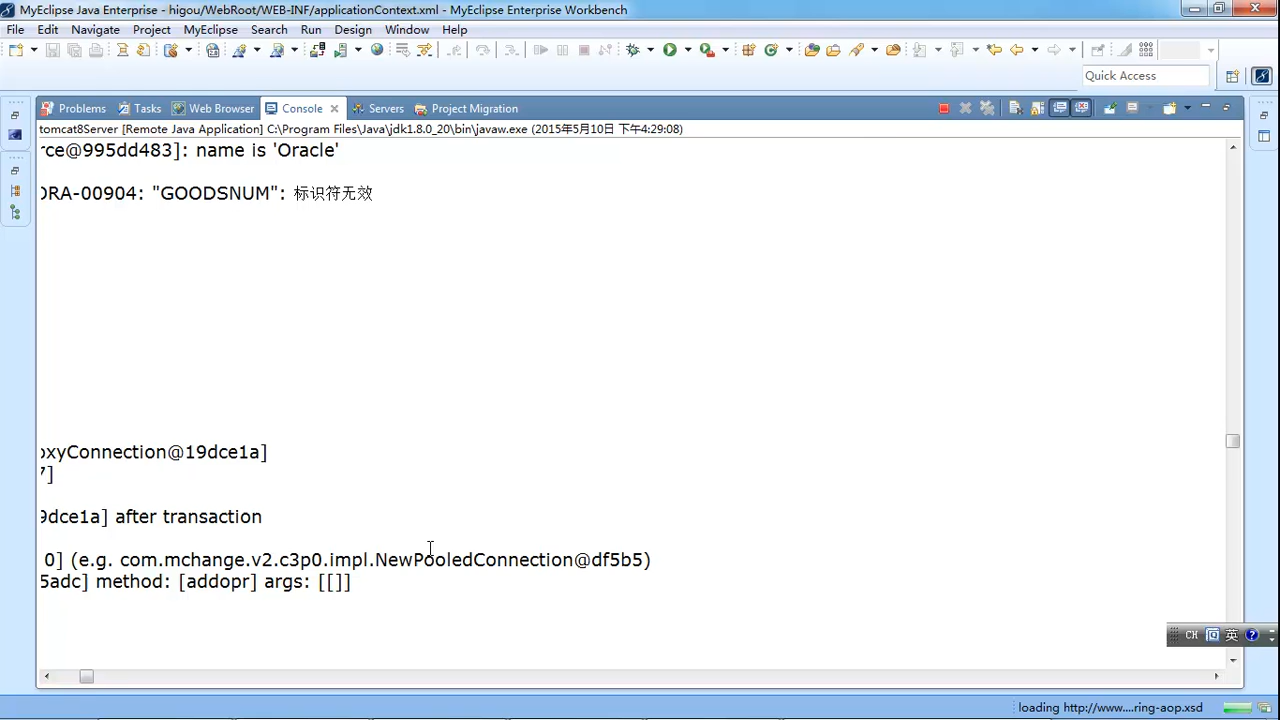 MyEclipse Java Enterprise - higou/WebRoot/WEB-INF/applicationContext.xml - MyEclipse Enterprise Workbench
File Edit Navigate Project MyEclipse Search Run Design Window Help
Quick Access
Problems Tasks Web Browser Console Servers Project Migration
tomcat8Server [Remote Java Application] C:\Program Files\Java\jdk1.8.0_20\bin\javaw.exe (2015年5月10日 下午4:29:08)
rce@995dd483]: name is 'Oracle'
ORA-00904: "GOODSNUM": 标识符无效
oxyConnection@19dce1a]
7]
9dce1a] after transaction
0] (e.g. com.mchange.v2.c3p0.impl.NewPooledConnection@df5b5)
5adc] method: [addopr] args: [[]]
CH 英
loading http://www....ring-aop.xsd